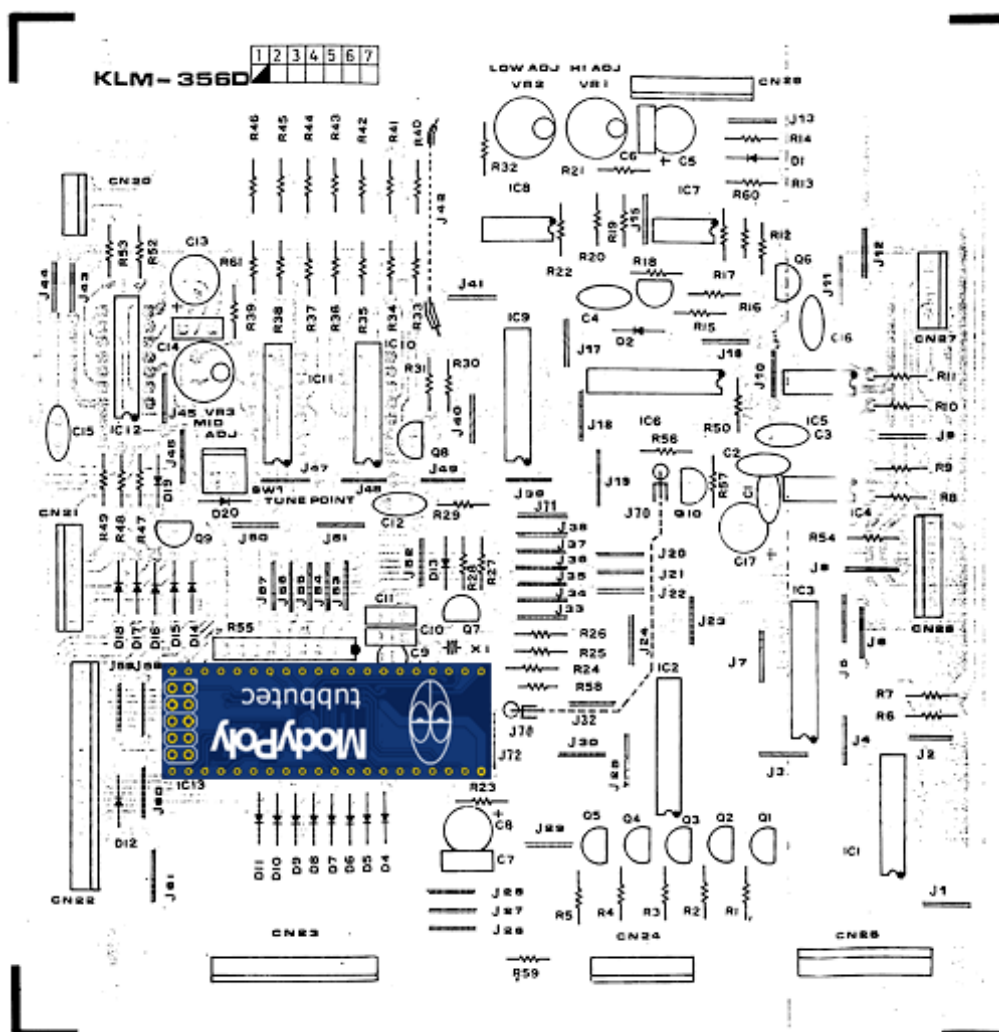 KLM-356D
1 2 3 4 5 6 7
LOW ADJ HI ADJ
VR2 VR1
CN28
J13
R14
D1
R13
R60
R46 R45 R44 R43 R42 R41 R40
R32
R21
C6
C5
IC8
IC7
CN20
J42
R53 R52
C13
R61
R22 R20 R19 J15
R18
R17
R12
Q6
J11
J12
J44 J43
R39 R38 R37 R36 R35 R34 R33
J41
IC9
C4
R16
R15
D2
C16
CN27
C14
IC10
IC11
R31 R30
J17
J18
J10
R11
R10
VR3
MID
ADJ
J45
IC12
C15
J46
J40
Q8
J18
IC6
R56
R50
IC5
C3
C2
J9
R9
R8
D19
SW1
TUNE POINT
J47
J48
J49
J39
J19
J70
Q10
R57
C1
IC4
CN21
R49 R48 R47
D20
Q9
J50
J51
C12
R29
J71
J38
J37
J36
J35
J34
J33
J20
J21
J22
C17
R54
J8
J57 J56 J55 J54 J53
J52
D13
R28
R27
C11
C10
C9
Q7
X1
D18 D17 D16 D15 D14
R55
R26
R25
R24
R58
J32
J24
J23
IC2
J7
IC3
J5
J6
CN26
J58 J59
ModyPoly
tubbutec
J70
J72
J30
J25
J3
J4
R7
R6
J2
IC13
J60
D12
R23
C8
C7
J29
Q5 Q4 Q3 Q2 Q1
IC1
D11 D10 D9 D8 D7 D6 D5 D4
J61
CN22
J28
J27
J26
R5 R4 R3 R2 R1
J1
CN23
CN24
CN25
R59